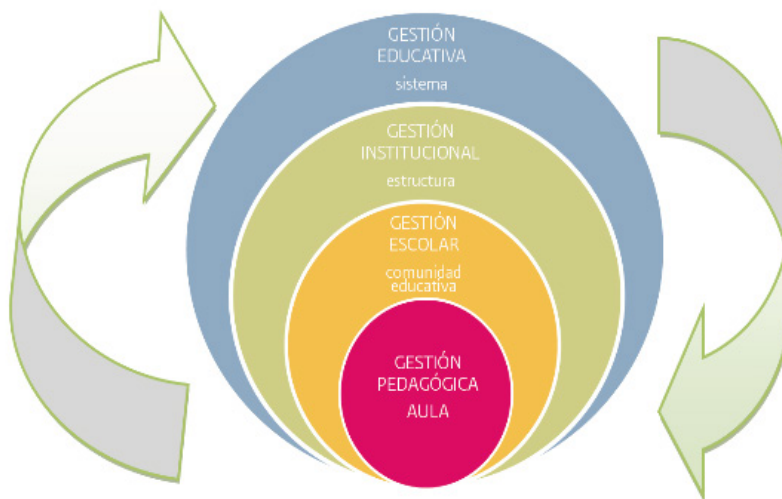 GESTIÓN
EDUCATIVA
sistema
GESTIÓN
INSTITUCIONAL
estructura
GESTIÓN
ESCOLAR
comunidad
educativa
GESTIÓN
PEDAGÓGICA
AULA